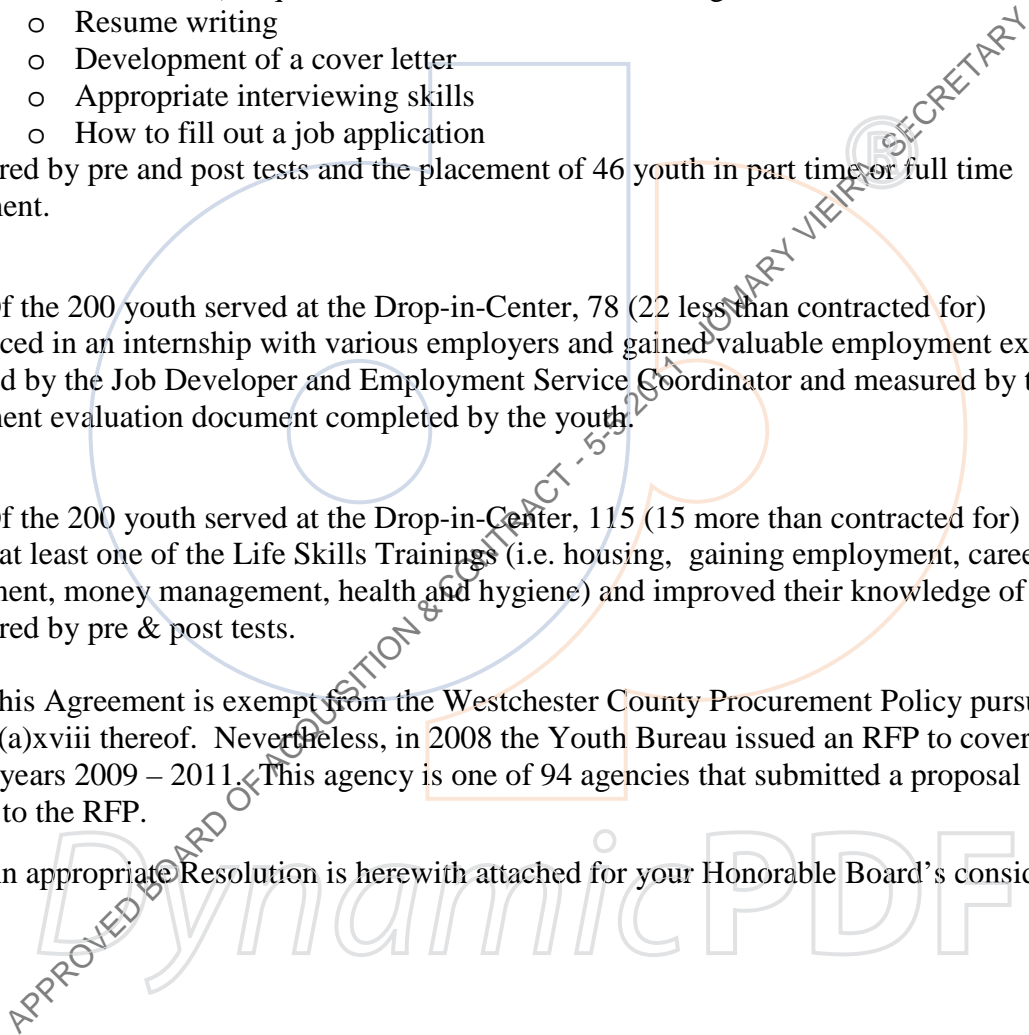 o Resume writing
o Development of a cover letter
o Appropriate interviewing skills
o How to fill out a job application
red by pre and post tests and the placement of 46 youth in part time or full time
nent.
f the 200 youth served at the Drop-in-Center, 78 (22 less than contracted for)
ced in an internship with various employers and gained valuable employment ex
d by the Job Developer and Employment Service Coordinator and measured by t
nent evaluation document completed by the youth.
f the 200 youth served at the Drop-in-Center, 115 (15 more than contracted for)
at least one of the Life Skills Trainings (i.e. housing, gaining employment, caree
nent, money management, health and hygiene) and improved their knowledge of
red by pre & post tests.
his Agreement is exempt from the Westchester County Procurement Policy pursu
(a)xviii thereof. Nevertheless, in 2008 the Youth Bureau issued an RFP to cover
years 2009 – 2011. This agency is one of 94 agencies that submitted a proposal
to the RFP.
n appropriate Resolution is herewith attached for your Honorable Board's consid
APPROVED BOARD OF ACQUISITION & CONTRACT - 5-5-2011 - JOMARY VIEIRA, SECRETARY
DynamicPDF
®